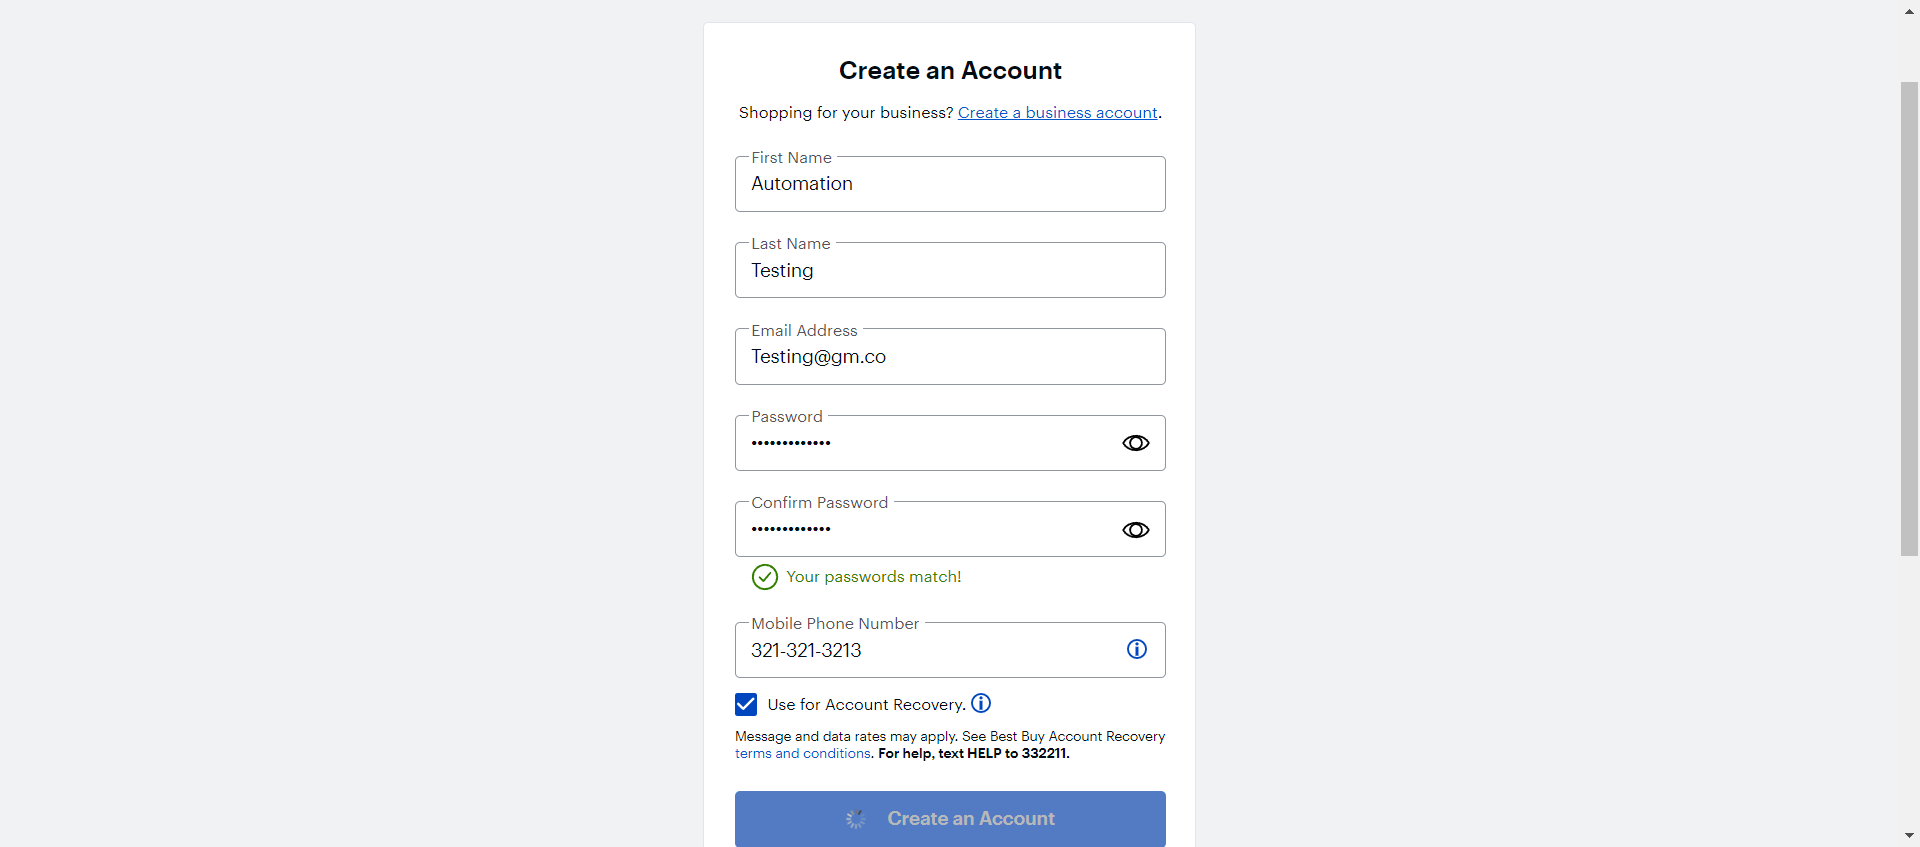 Create an Account
Shopping for your business? Create a business account.
First Name
Automation
Last Name
Testing
Email Address
Testing@gm.co
Password
•••••••••••••
Confirm Password
•••••••••••••
Your passwords match!
Mobile Phone Number
321-321-3213
Use for Account Recovery.
Message and data rates may apply. See Best Buy Account Recovery
terms and conditions. For help, text HELP to 332211.
Create an Account